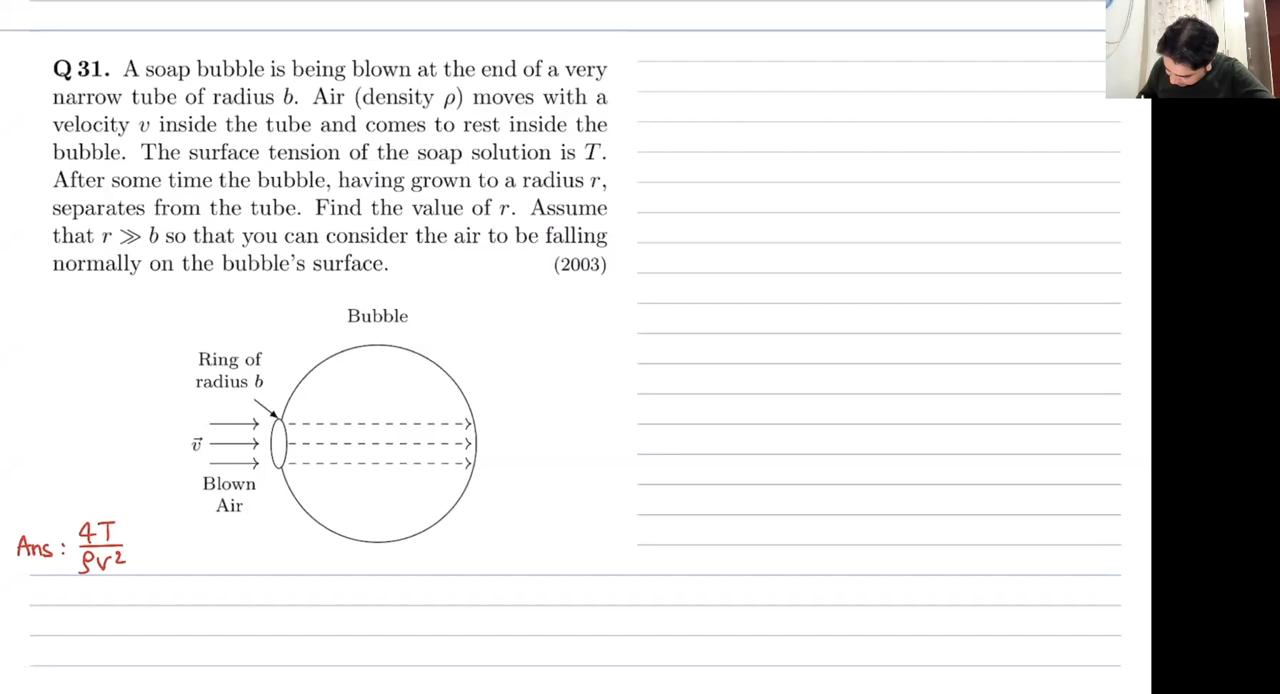 Q 31. A soap bubble is being blown at the end of a very
narrow tube of radius b. Air (density ρ) moves with a
velocity v inside the tube and comes to rest inside the
bubble. The surface tension of the soap solution is T.
After some time the bubble, having grown to a radius r,
separates from the tube. Find the value of r. Assume
that r ≫ b so that you can consider the air to be falling
normally on the bubble's surface. (2003)
Bubble
Ring of
radius b
v⃗
Blown
Air
Ans : 4T/ρv²